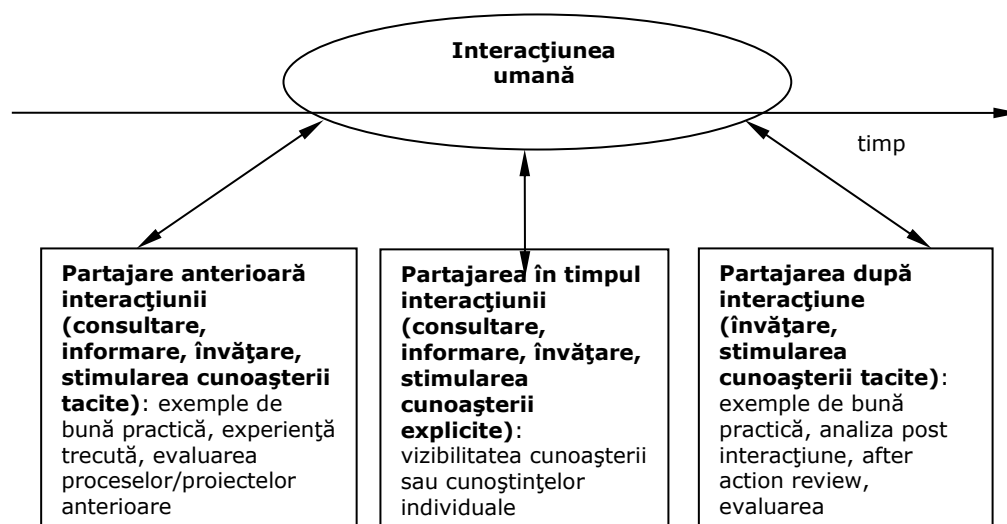 Interacţiunea
umană
timp
Partajare anterioară
interacţiunii
(consultare,
informare, învăţare,
stimularea cunoaşterii
tacite): exemple de
bună practică, experienţă
trecută, evaluarea
proceselor/proiectelor
anterioare
Partajarea în timpul
interacţiunii
(consultare,
informare, învăţare,
stimularea
cunoaşterii
explicite):
vizibilitatea cunoaşterii
sau cunoştinţelor
individuale
Partajarea după
interacţiune
(învăţare,
stimularea
cunoaşterii tacite):
exemple de bună
practică, analiza post
interacţiune, after
action review,
evaluarea